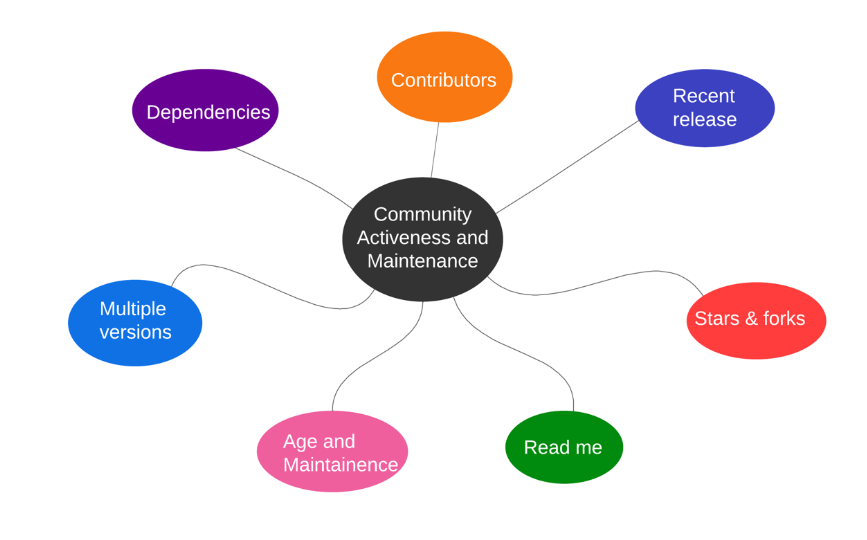 Contributors
Dependencies
Recent
release
Community
Activeness and
Maintenance
Multiple
versions
Stars & forks
Age and
Maintainence
Read me